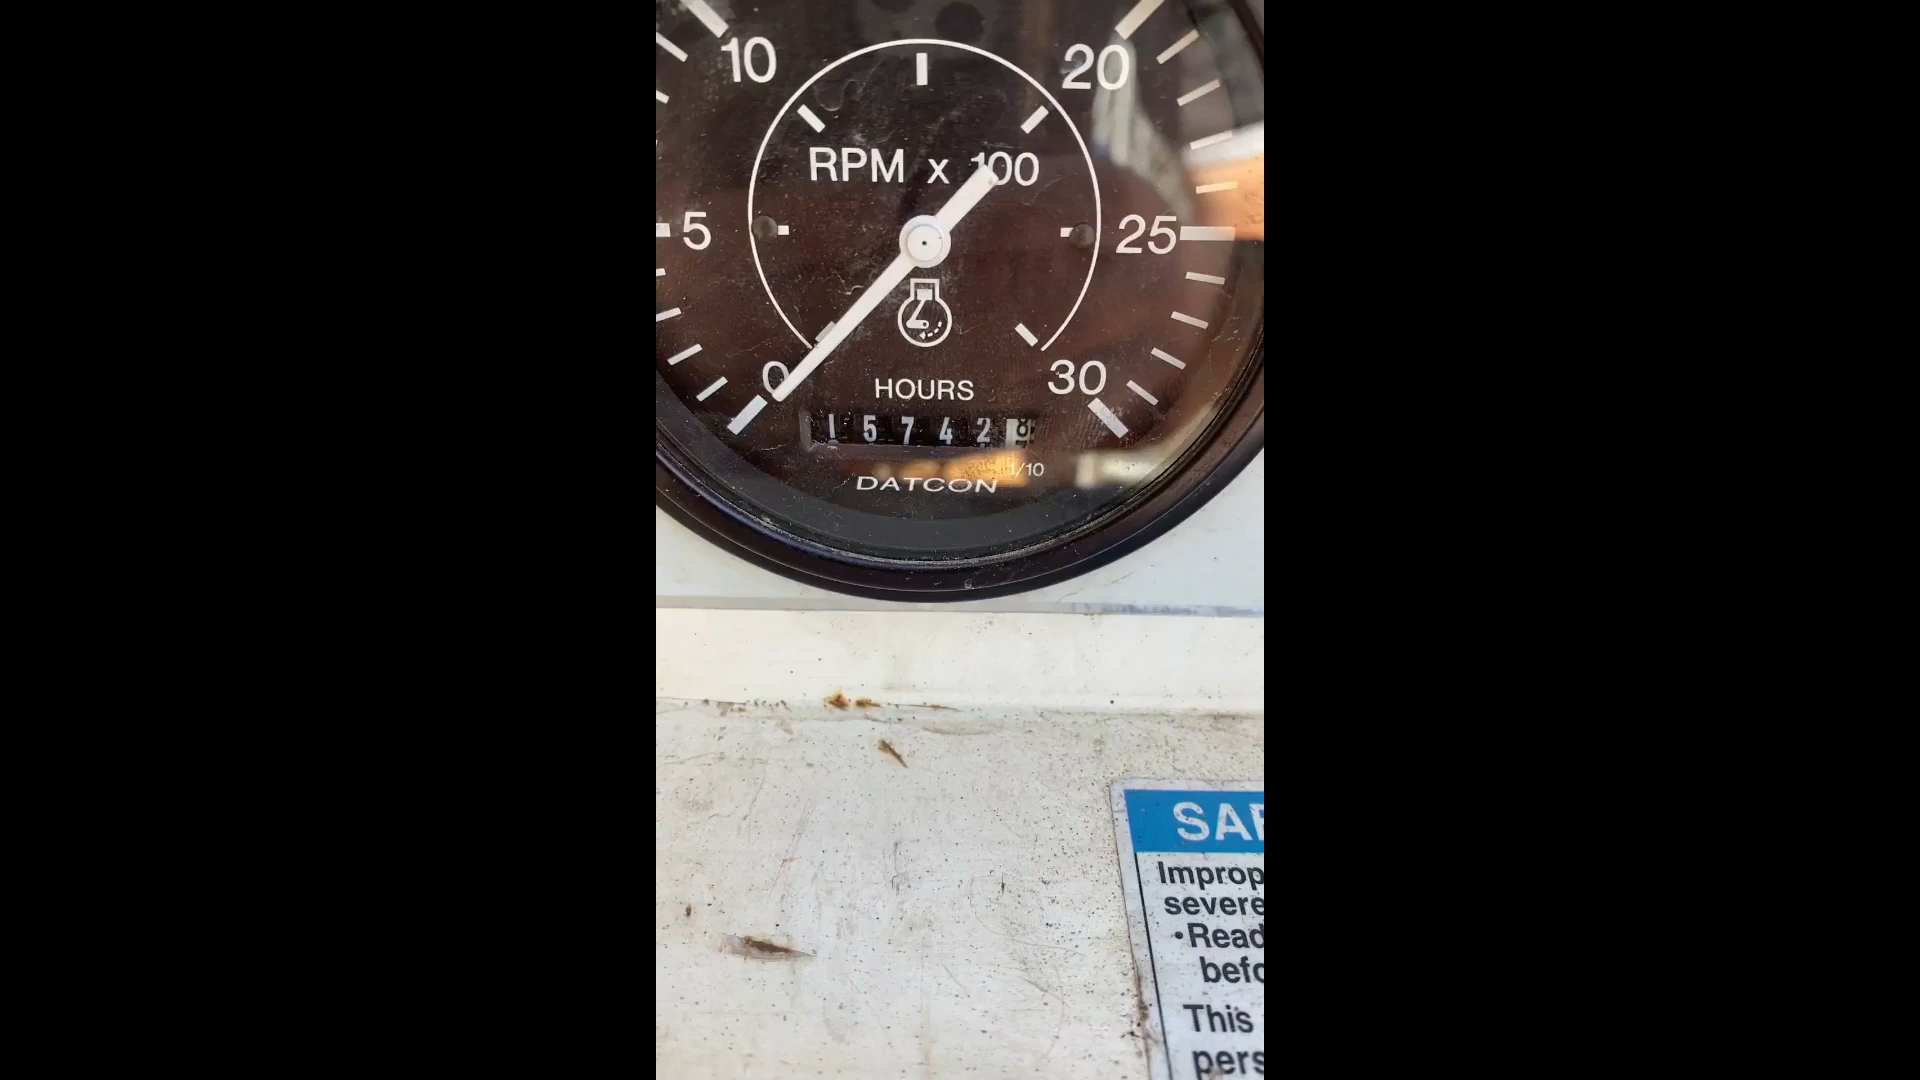 10 20
RPM x 100
5 25
0 30
HOURS
1 5 7 4 2
1/10
DATCON
SAF
Improp
severe
•Read
befo
This
pers